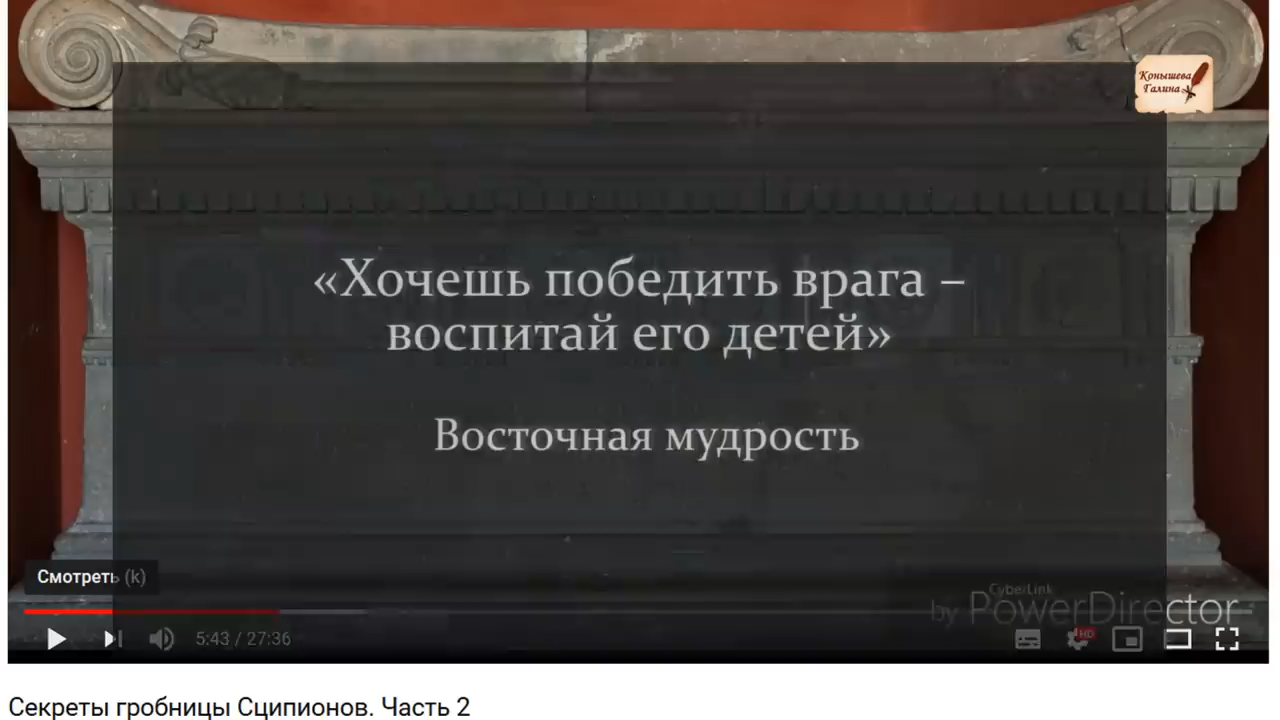 Конышева
Галина
«Хочешь победить врага –
воспитай его детей»
Восточная мудрость
Смотреть (k)
CyberLink
by PowerDirector
5:43 / 27:36
HD
Секреты гробницы Сципионов. Часть 2